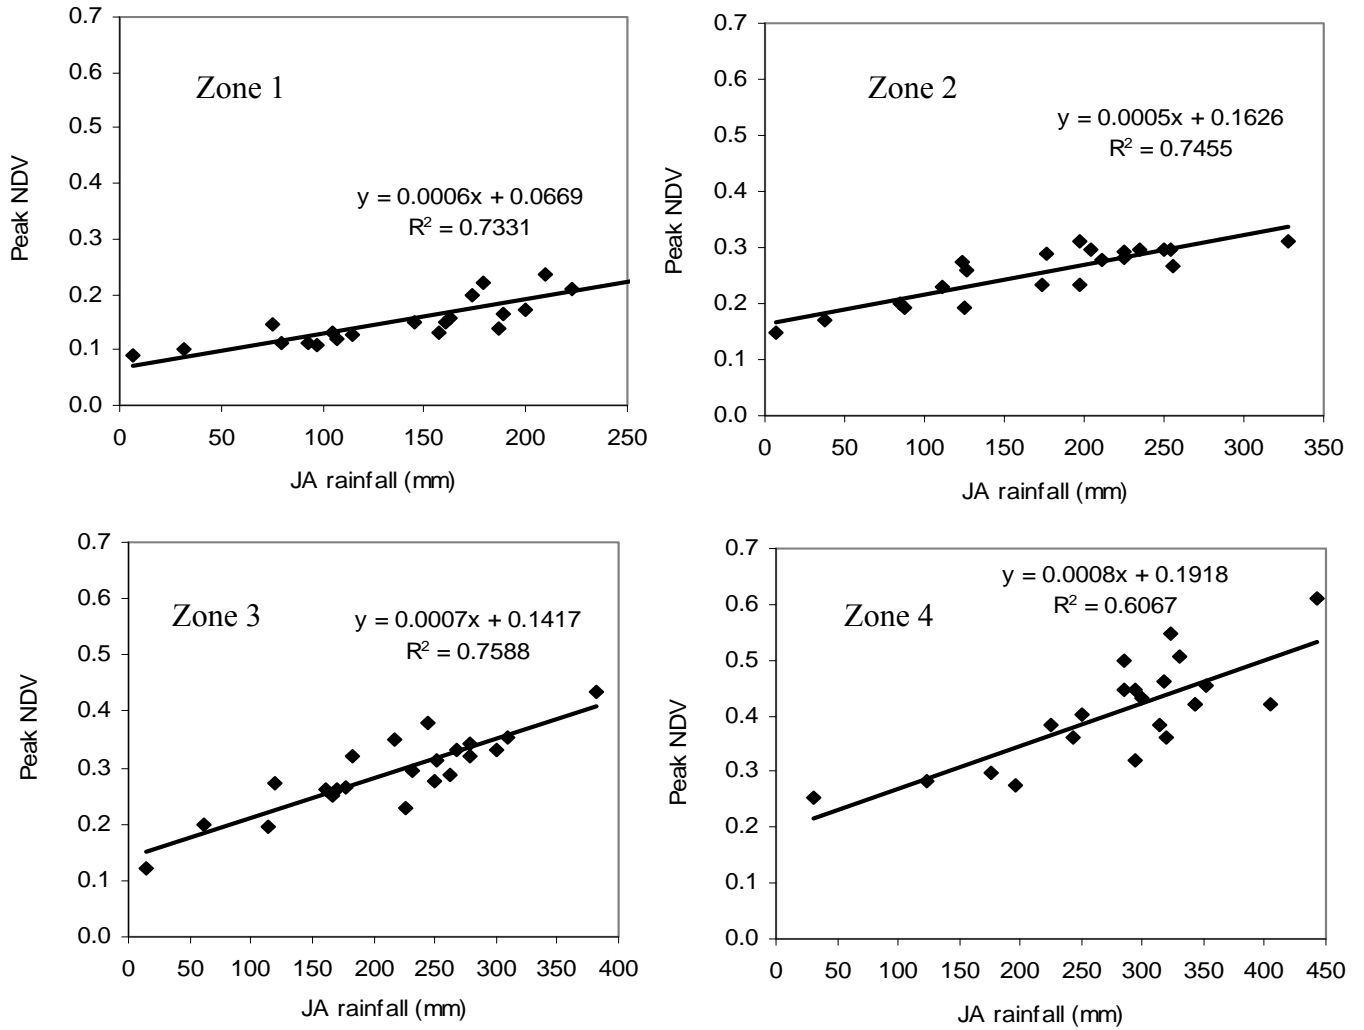 0.7
0.6
0.5
0.4
0.3
0.2
0.1
0.0
Peak NDV
Zone 1
y = 0.0006x + 0.0669
R² = 0.7331
0 50 100 150 200 250
JA rainfall (mm)
0.7
0.6
0.5
0.4
0.3
0.2
0.1
0.0
Peak NDV
Zone 2
y = 0.0005x + 0.1626
R² = 0.7455
0 50 100 150 200 250 300 350
JA rainfall (mm)
0.7
0.6
0.5
0.4
0.3
0.2
0.1
0.0
Peak NDV
Zone 3
y = 0.0007x + 0.1417
R² = 0.7588
0 50 100 150 200 250 300 350 400
JA rainfall (mm)
0.7
0.6
0.5
0.4
0.3
0.2
0.1
0.0
Peak NDV
Zone 4
y = 0.0008x + 0.1918
R² = 0.6067
0 50 100 150 200 250 300 350 400 450
JA rainfall (mm)